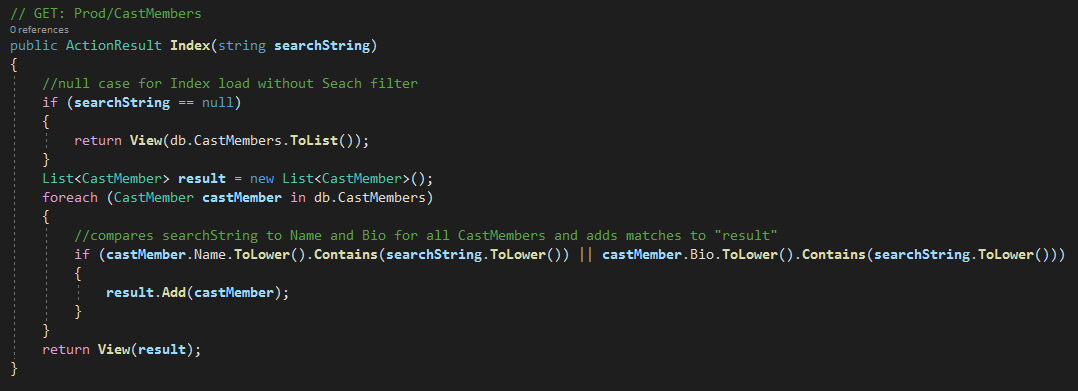 // GET: Prod/CastMembers
0 references
public ActionResult Index(string searchString)
{
//null case for Index load without Seach filter
if (searchString == null)
{
return View(db.CastMembers.ToList());
}
List<CastMember> result = new List<CastMember>();
foreach (CastMember castMember in db.CastMembers)
{
//compares searchString to Name and Bio for all CastMembers and adds matches to "result"
if (castMember.Name.ToLower().Contains(searchString.ToLower()) || castMember.Bio.ToLower().Contains(searchString.ToLower()))
{
result.Add(castMember);
}
}
return View(result);
}